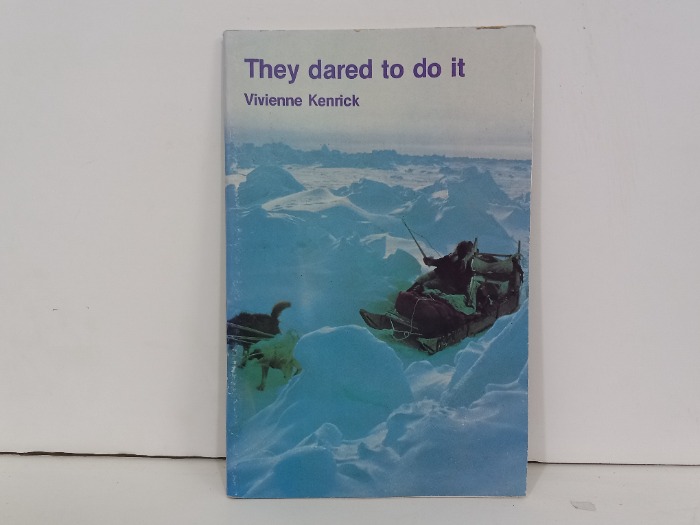 They dared to do it
Vivienne Kenrick